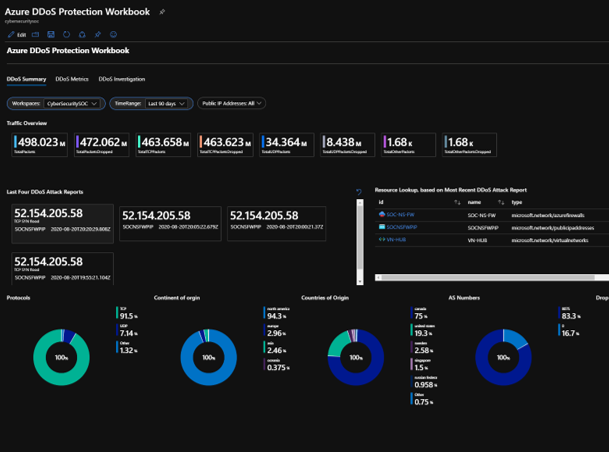 Azure DDoS Protection Workbook
cybersecuritysoc
Edit
Azure DDoS Protection Workbook
DDoS Summary DDoS Metrics DDoS Investigation
Workspaces: CyberSecuritySOC TimeRange: Last 90 days Public IP Addresses: All
Traffic Overview
498.023 M 472.062 M 463.658 M 463.623 M 34.364 M 8.438 M 1.68 K 1.68 K
TotalPackets TotalPacketsDropped TotalTCPPackets TotalTCPPacketsDropped TotalUDPPackets TotalUDPPacketsDropped TotalOtherPackets TotalOtherPacketsDropped
Last Four DDoS Attack Reports
52.154.205.58
TCP SYN flood
SOCNSFWPIP 2020-08-20T20:20:29.808Z
52.154.205.58
SOCNSFWPIP 2020-08-20T20:05:22.679Z
52.154.205.58
SOCNSFWPIP 2020-08-20T20:00:21.37Z
52.154.205.58
SOCNSFWPIP 2020-08-20T19:55:21.104Z
Resource Lookup, based on Most Recent DDoS Attack Report
id name type
SOC-NS-FW SOC-NS-FW microsoft.network/azurefirewalls
SOCNSFWPIP SOCNSFWPIP microsoft.network/publicipaddresses
VN-HUB VN-HUB microsoft.network/virtualnetworks
Protocols
100%
TCP
91.5 %
UDP
7.14 %
Other
1.32 %
Continent of orgin
100%
north america
94.3 %
europe
2.96 %
asia
2.46 %
oceania
0.375 %
Countries of Origin
100%
canada
75 %
united states
19.3 %
sweden
2.58 %
singapore
1.5 %
russian federa
0.958 %
Other
0.75 %
AS Numbers
100%
8075
83.3 %
0
16.7 %
Drop